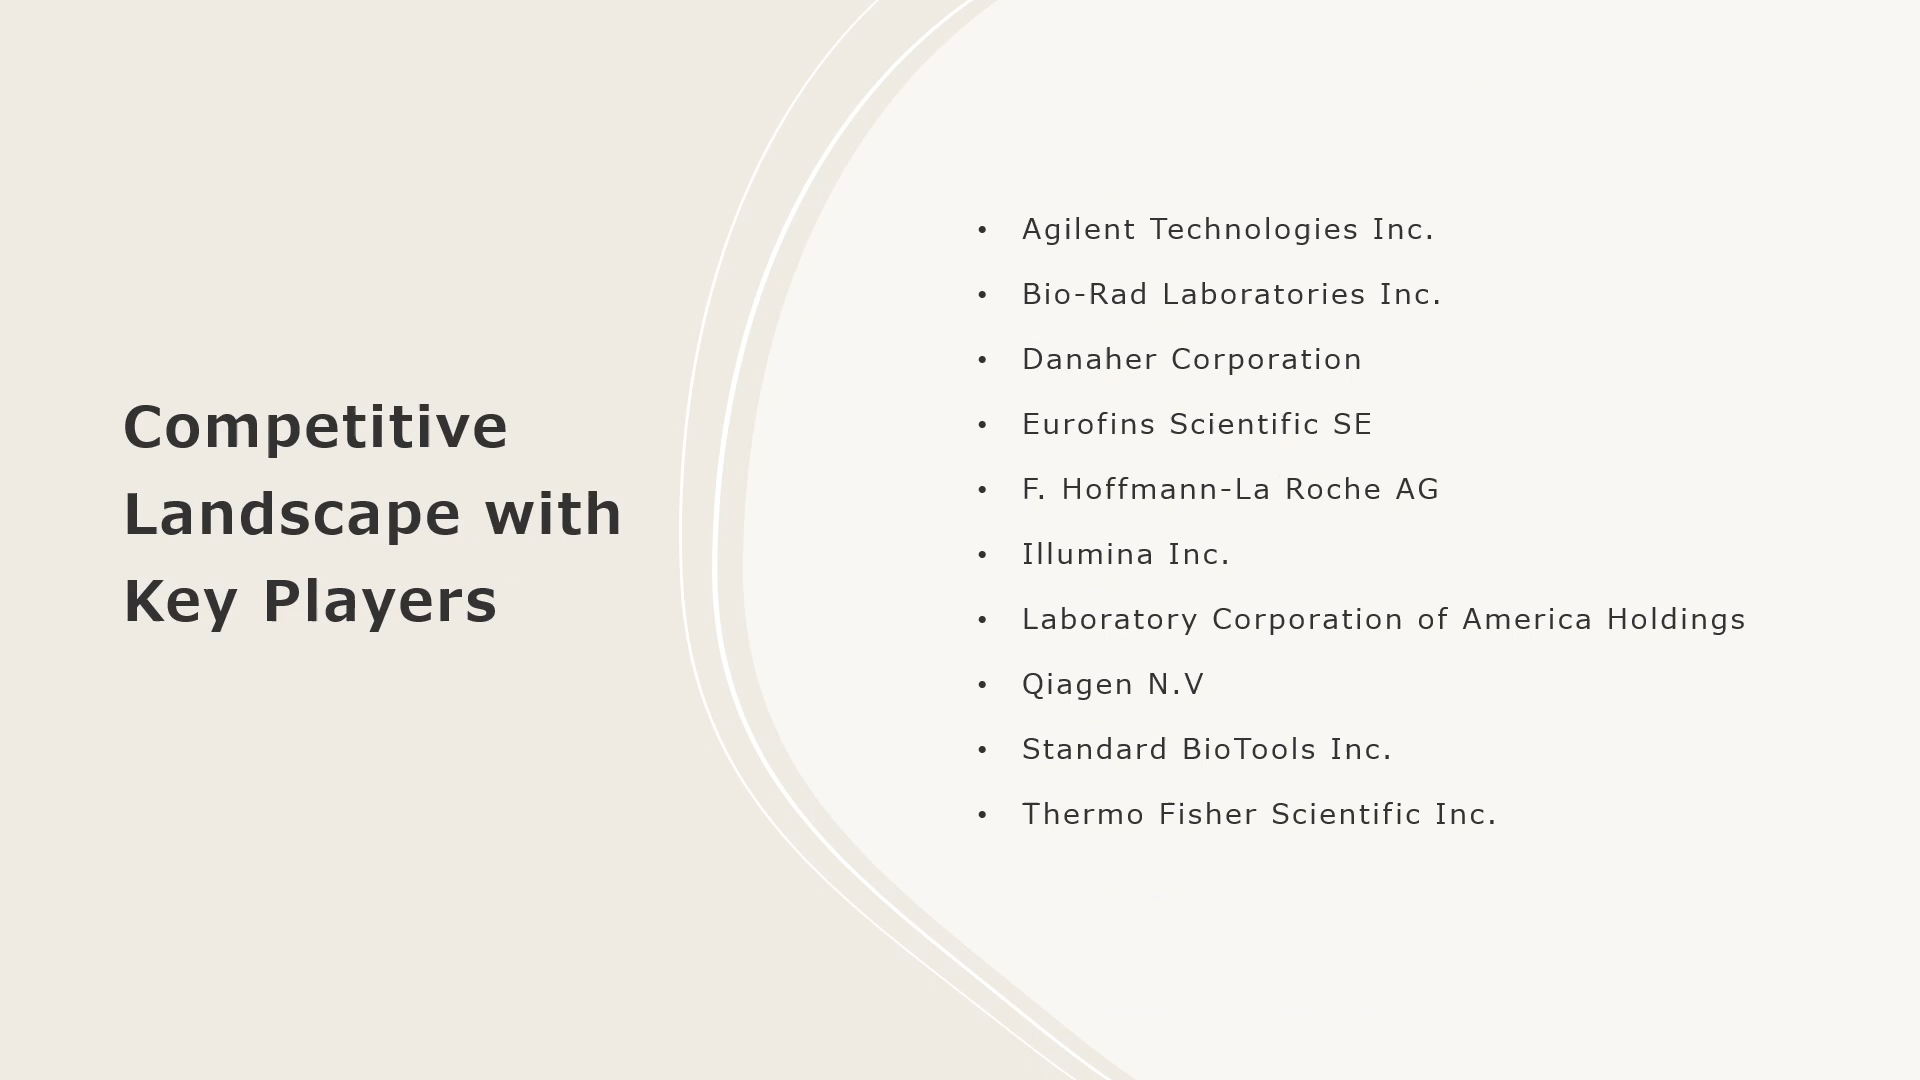 Competitive
Landscape with
Key Players
• Agilent Technologies Inc.
• Bio-Rad Laboratories Inc.
• Danaher Corporation
• Eurofins Scientific SE
• F. Hoffmann-La Roche AG
• Illumina Inc.
• Laboratory Corporation of America Holdings
• Qiagen N.V
• Standard BioTools Inc.
• Thermo Fisher Scientific Inc.